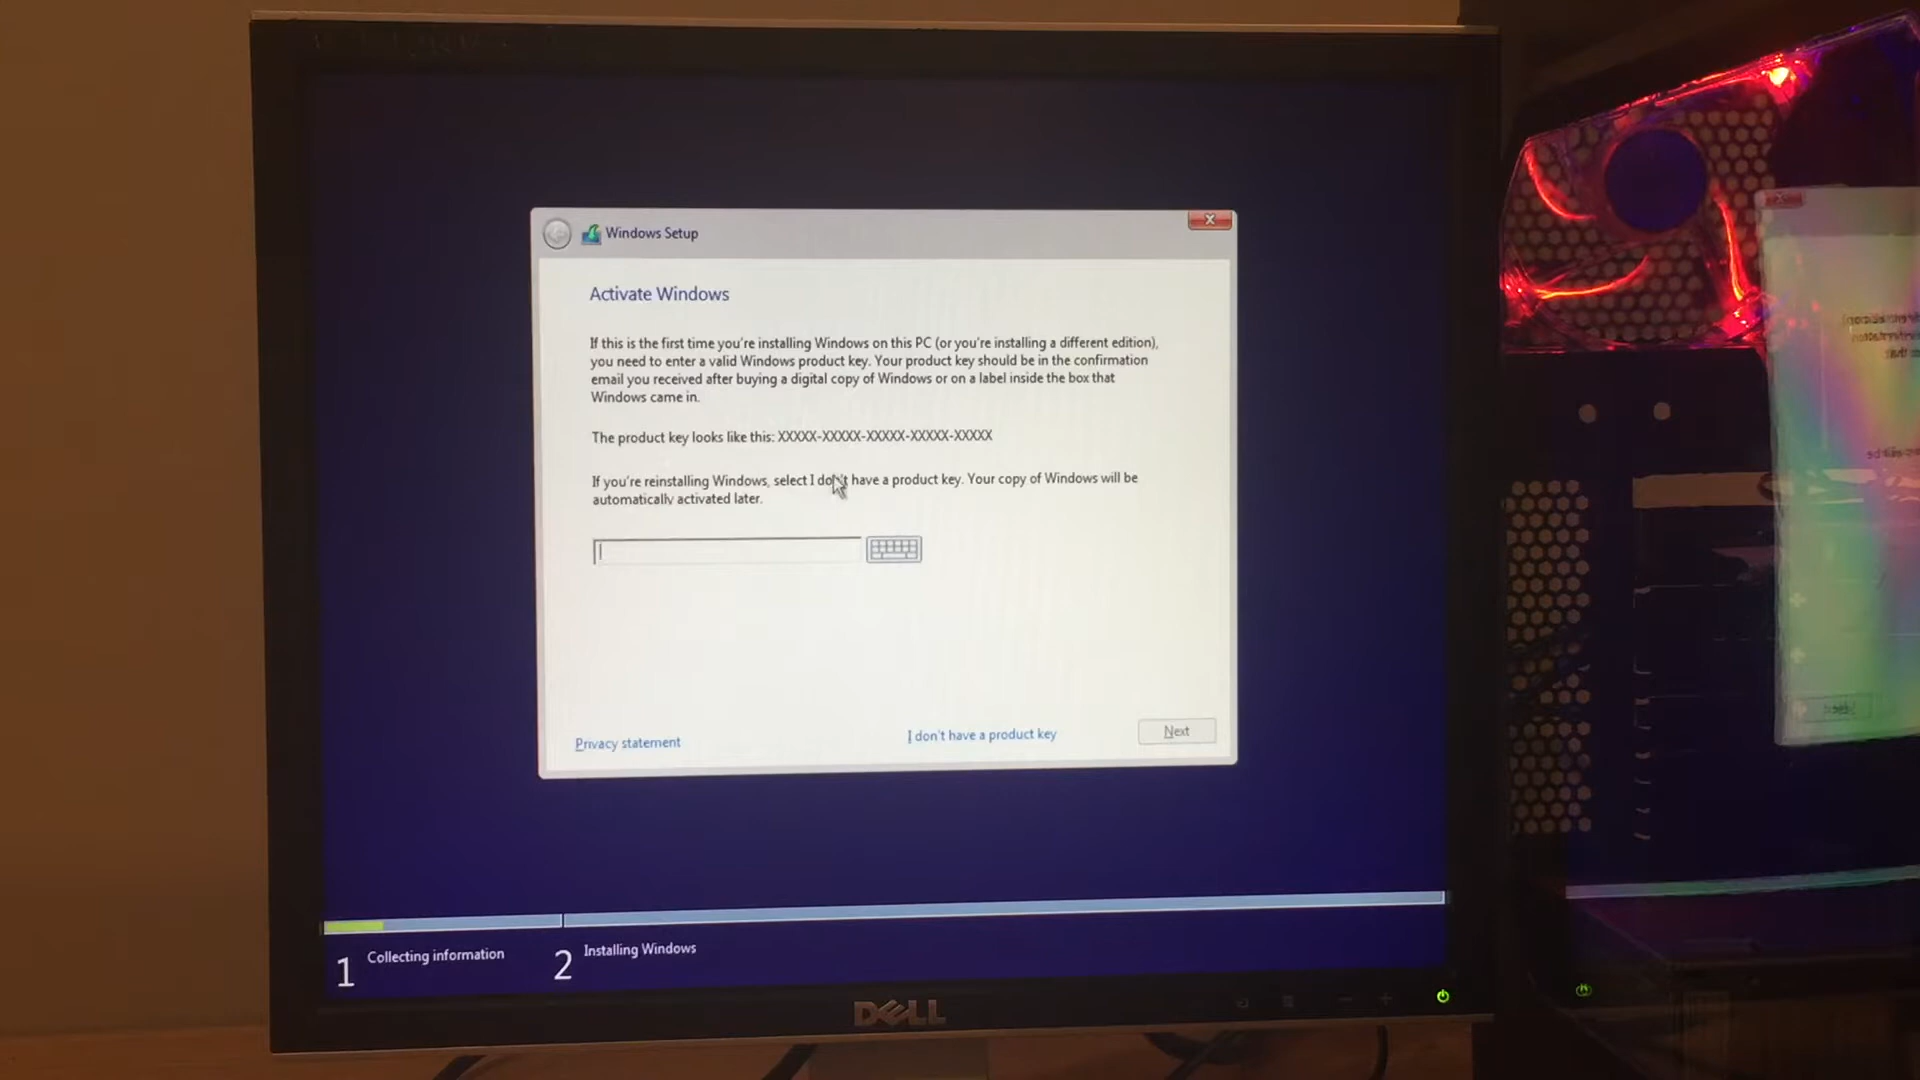 Windows Setup
X
Activate Windows
If this is the first time you're installing Windows on this PC (or you're installing a different edition),
you need to enter a valid Windows product key. Your product key should be in the confirmation
email you received after buying a digital copy of Windows or on a label inside the box that
Windows came in.
The product key looks like this: XXXXX-XXXXX-XXXXX-XXXXX-XXXXX
If you're reinstalling Windows, select I don't have a product key. Your copy of Windows will be
automatically activated later.
Privacy statement
I don't have a product key
Next
1 Collecting information
2 Installing Windows
DELL